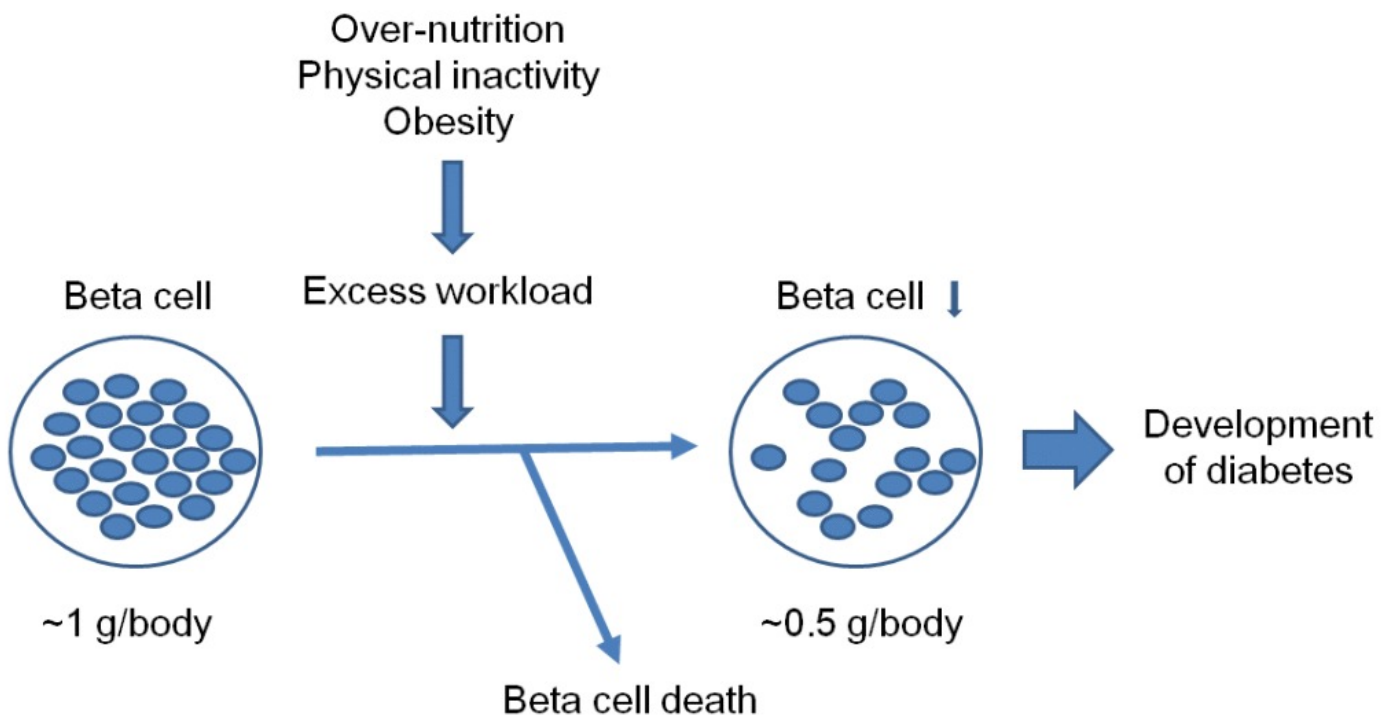 Over-nutrition
Physical inactivity
Obesity
Beta cell
Excess workload
Beta cell
Development
of diabetes
~1 g/body
~0.5 g/body
Beta cell death